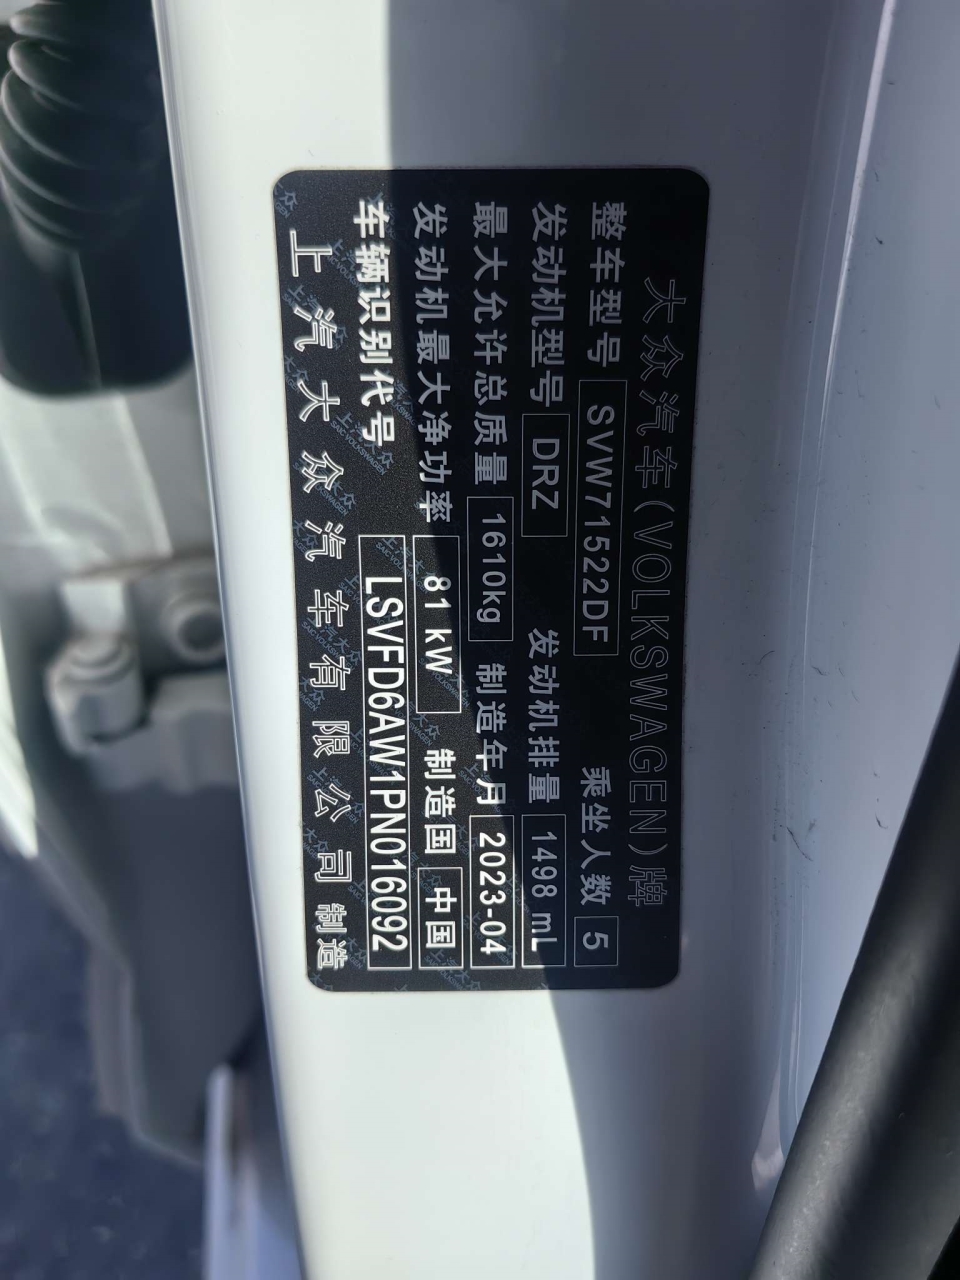 大众汽车(VOLKSWAGEN)牌
整车型号 SVW71522DF 乘坐人数 5
发动机型号 DRZ 发动机排量 1498 mL
最大允许总质量 1610kg 制造年月 2023-04
发动机最大净功率 81 kW 制造国 中国
车辆识别代号 LSVFD6AW1PN016092
上汽大众汽车有限公司制造